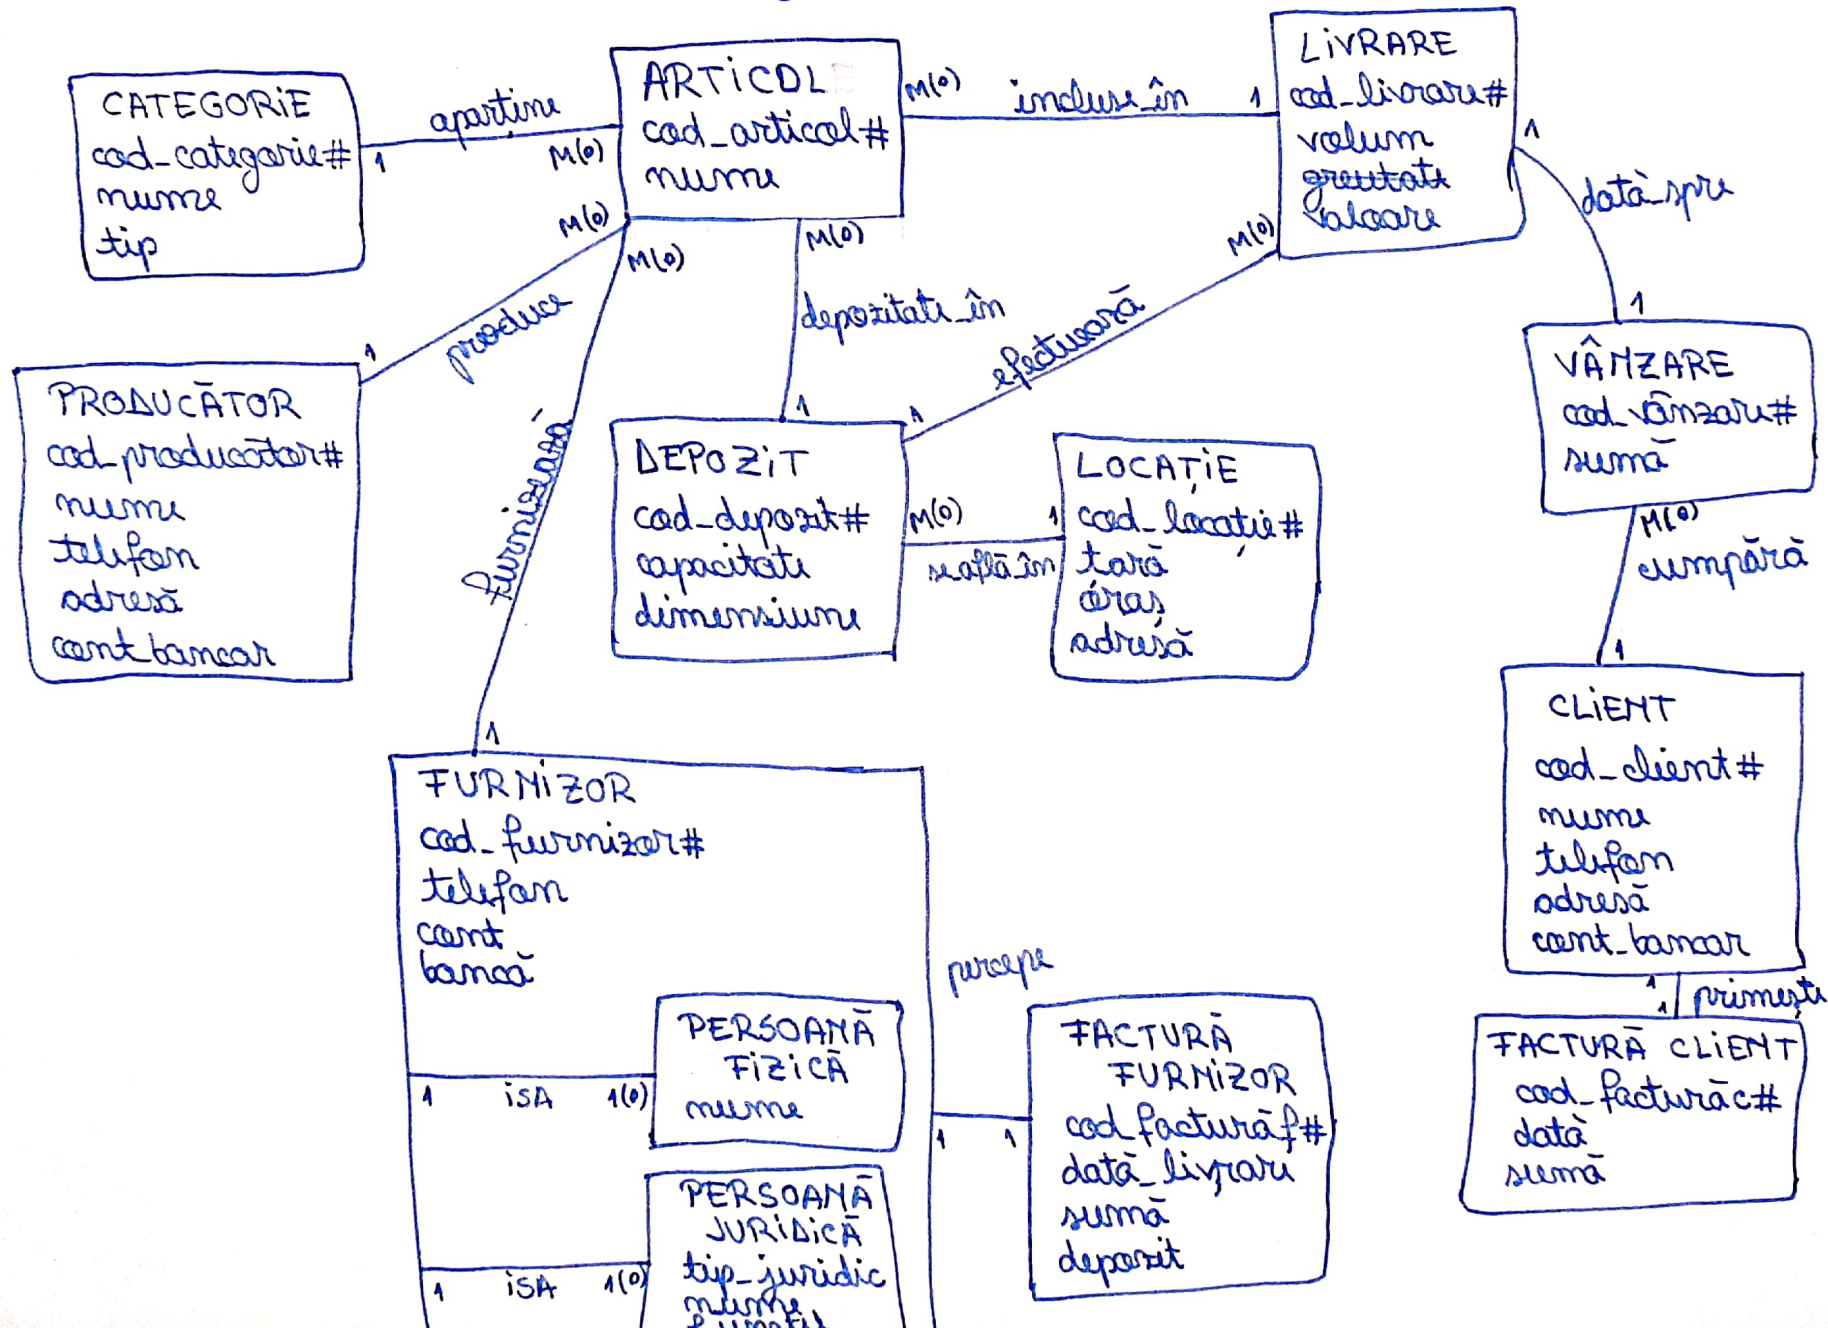 CATEGORIE
cod_categorie#
nume
tip
apartine
1
M(0)
ARTICOL
cod_articol#
nume
M(0)
incluse_în
1
LIVRARE
cod_livrare#
volum
greutate
valoare
1
dată_spre
1
VÂNZARE
cod_vânzare#
sumă
M(0)
cumpără
1
CLIENT
cod_client#
nume
telefon
adresă
cont_bancar
1
primește
1
FACTURĂ CLIENT
cod_facturăc#
dată
sumă
M(0)
produce
1
PRODUCĂTOR
cod_producător#
nume
telefon
adresă
cont_bancar
M(0)
furnizează
1
M(0)
depozitate_în
1
M(0)
efectuează
1
DEPOZIT
cod_depozit#
capacitate
dimensiune
M(0)
se_află_în
1
LOCAȚIE
cod_locație#
tară
oraș
adresă
FURNIZOR
cod_furnizor#
telefon
cont
bancă
PERSOANĂ
FIZICĂ
nume
1
ISA
1(0)
PERSOANĂ
JURIDICĂ
tip_juridic
nume
1
ISA
1(0)
percepe
1
1
FACTURĂ
FURNIZOR
cod_facturăf#
dată_livrare
sumă
depozit